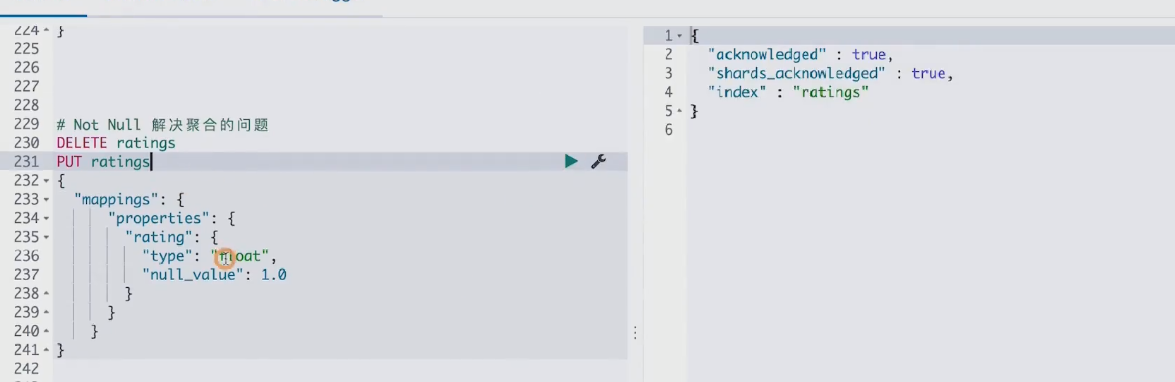 224 }
225
226
227
228
229 # Not Null 解决聚合的问题
230 DELETE ratings
231 PUT ratings
232 {
233 "mappings": {
234 "properties": {
235 "rating": {
236 "type": "float",
237 "null_value": 1.0
238 }
239 }
240 }
241 }
242
1 {
2 "acknowledged" : true,
3 "shards_acknowledged" : true,
4 "index" : "ratings"
5 }
6